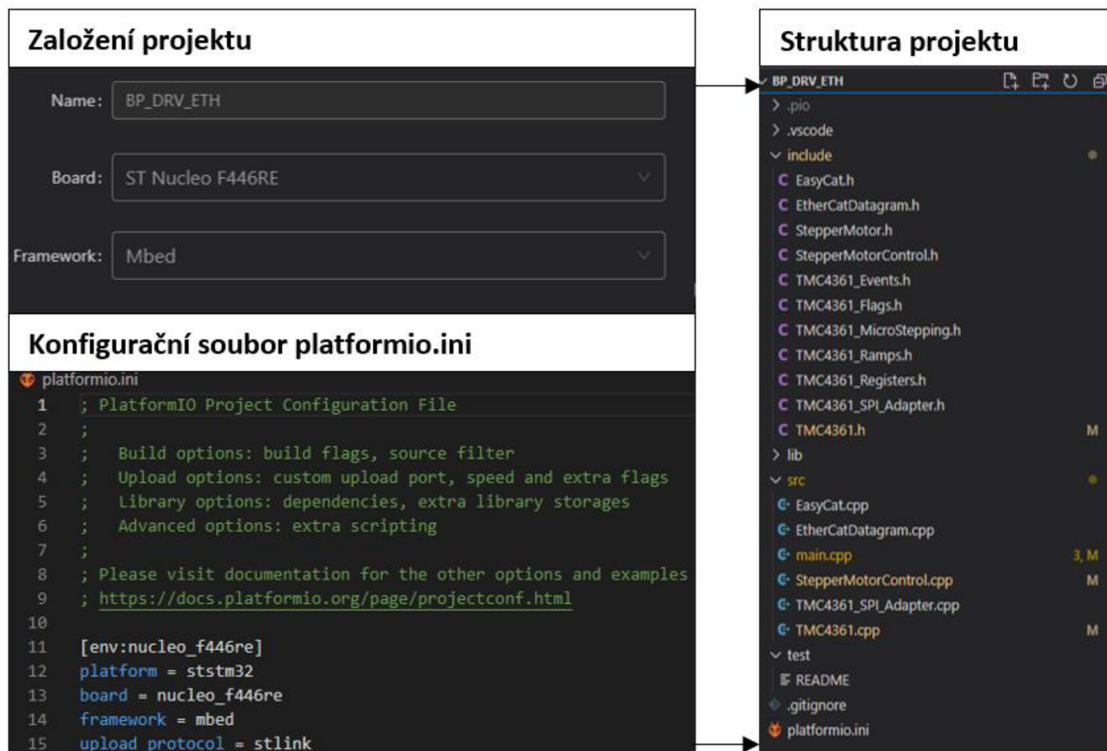 Založení projektu
Name: BP_DRV_ETH
Board: ST Nucleo F446RE
Framework: Mbed
Konfigurační soubor platformio.ini
platformio.ini
1 ; PlatformIO Project Configuration File
2 ;
3 ;   Build options: build flags, source filter
4 ;   Upload options: custom upload port, speed and extra flags
5 ;   Library options: dependencies, extra library storages
6 ;   Advanced options: extra scripting
7 ;
8 ; Please visit documentation for the other options and examples
9 ; https://docs.platformio.org/page/projectconf.html
10
11 [env:nucleo_f446re]
12 platform = ststm32
13 board = nucleo_f446re
14 framework = mbed
15 upload_protocol = stlink
Struktura projektu
BP_DRV_ETH
.pio
.vscode
include
C EasyCat.h
C EtherCatDatagram.h
C StepperMotor.h
C StepperMotorControl.h
C TMC4361_Events.h
C TMC4361_Flags.h
C TMC4361_MicroStepping.h
C TMC4361_Ramps.h
C TMC4361_Registers.h
C TMC4361_SPI_Adapter.h
C TMC4361.h M
lib
src
EasyCat.cpp
EtherCatDatagram.cpp
main.cpp 3, M
StepperMotorControl.cpp M
TMC4361_SPI_Adapter.cpp
TMC4361.cpp M
test
README
.gitignore
platformio.ini